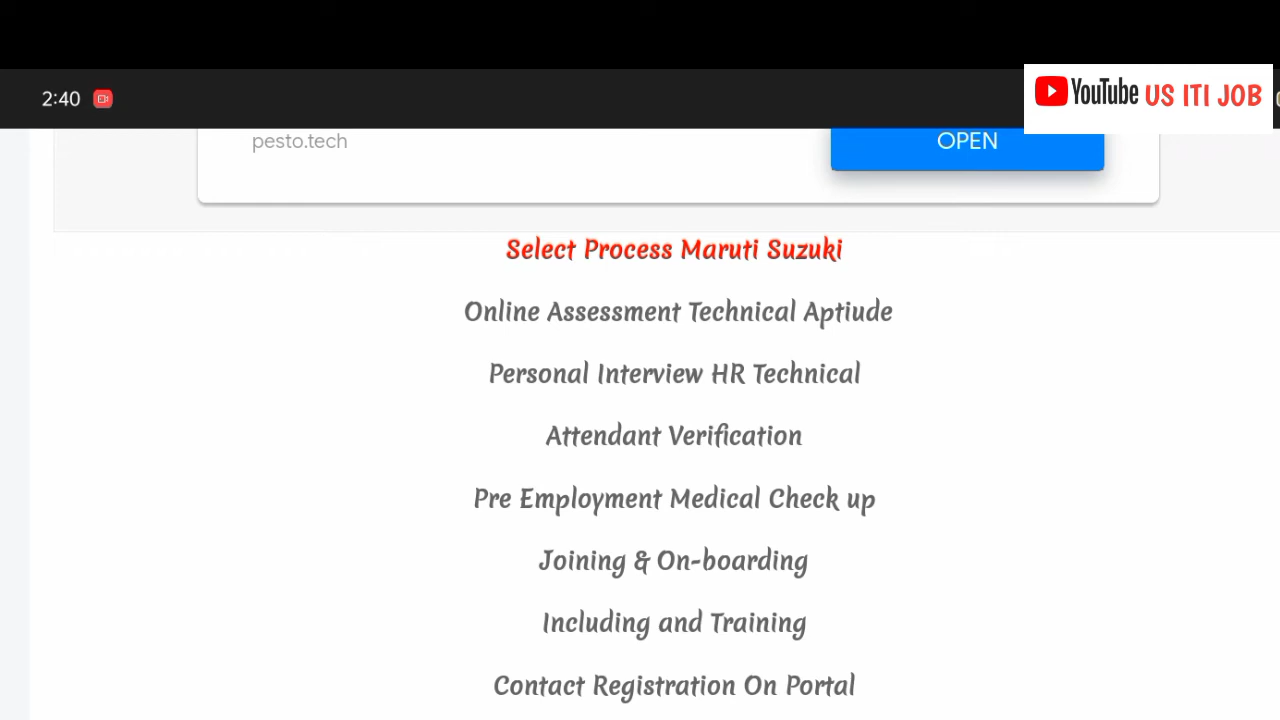 2:40
YouTube US ITI JOB
pesto.tech
OPEN
Select Process Maruti Suzuki
Online Assessment Technical Aptiude
Personal Interview HR Technical
Attendant Verification
Pre Employment Medical Check up
Joining & On-boarding
Including and Training
Contact Registration On Portal